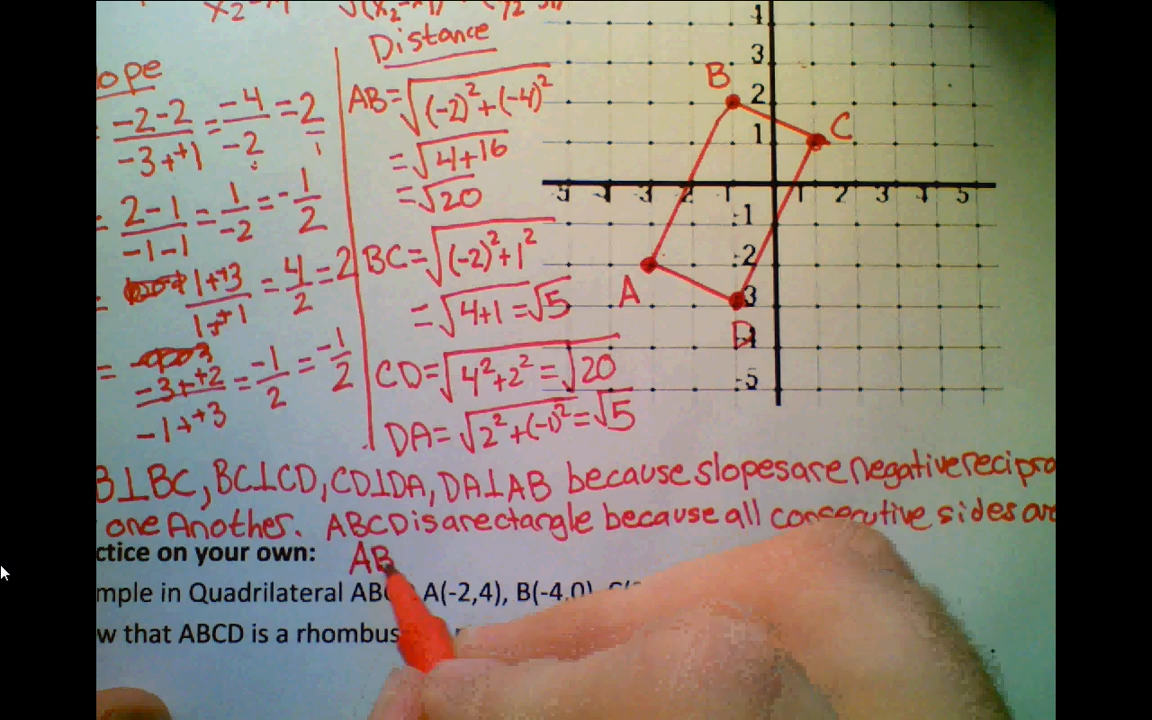 Distance
ope
AB=√(-2)²+(-4)²
-2-2/-3++1 = -4/-2 = 2/1
=√4+16
=√20
= 2-1/-1-1 = 1/-2 = -1/2
BC=√(-2)²+1²
= 1++3/1++1 = 4/2 = 2
=√4+1=√5
= -3++2/-1++3 = -1/2 = -1/2
CD=√4²+2²=√20
DA=√2²+(-1)²=√5
B
C
A
D
4
3
2
1
-1
-2
3
-5
5 4 3 2 1 2 3 4 5
B⊥BC, BC⊥CD, CD⊥DA, DA⊥AB because slopes are negative recipro
one Another. ABCD is a rectangle because all consecutive sides are
ctice on your own: AB
mple in Quadrilateral ABC A(-2,4), B(-4,0),
w that ABCD is a rhombus